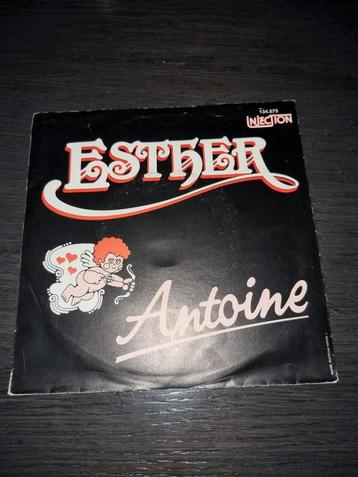 134.575
INJECTION
ESTHER
Antoine